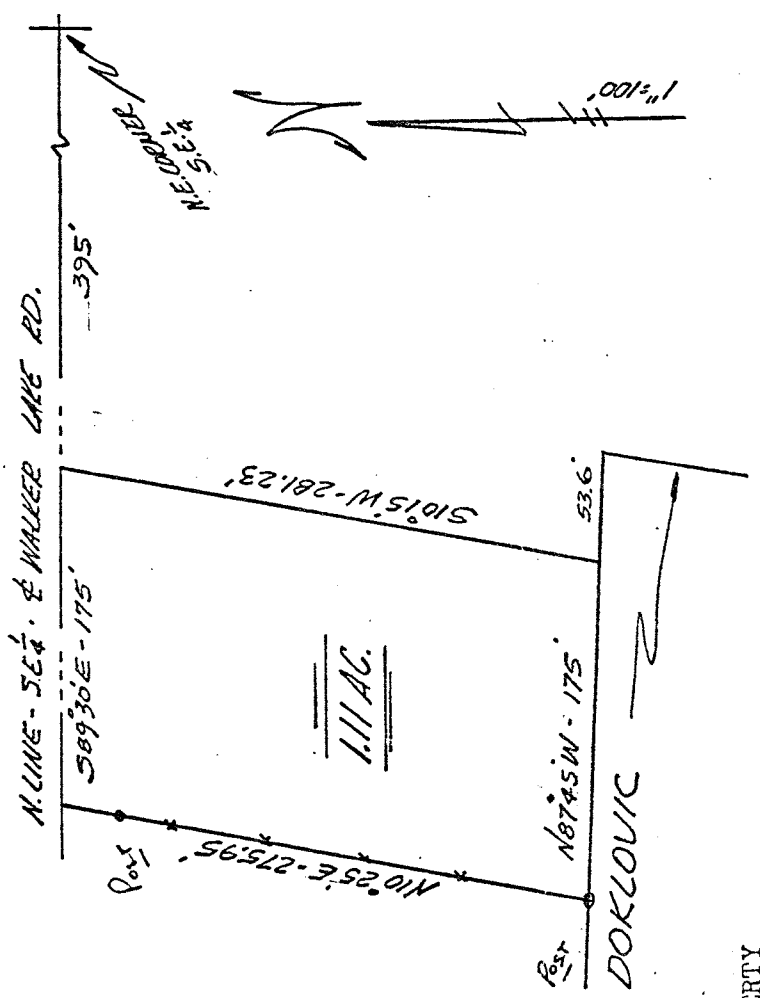 N. LINE - S.E. 1/4 · ¢ WALKER LAKE RD.
S89°30'E - 175'
395'
N.E. CORNER
S.E. 1/4
1"=100'
Post
N10°25'E - 275.95'
1.11 AC.
S10°15'W - 281.23'
N87°45'W - 175'
53.6'
Post
DOKLOVIC
ERTY